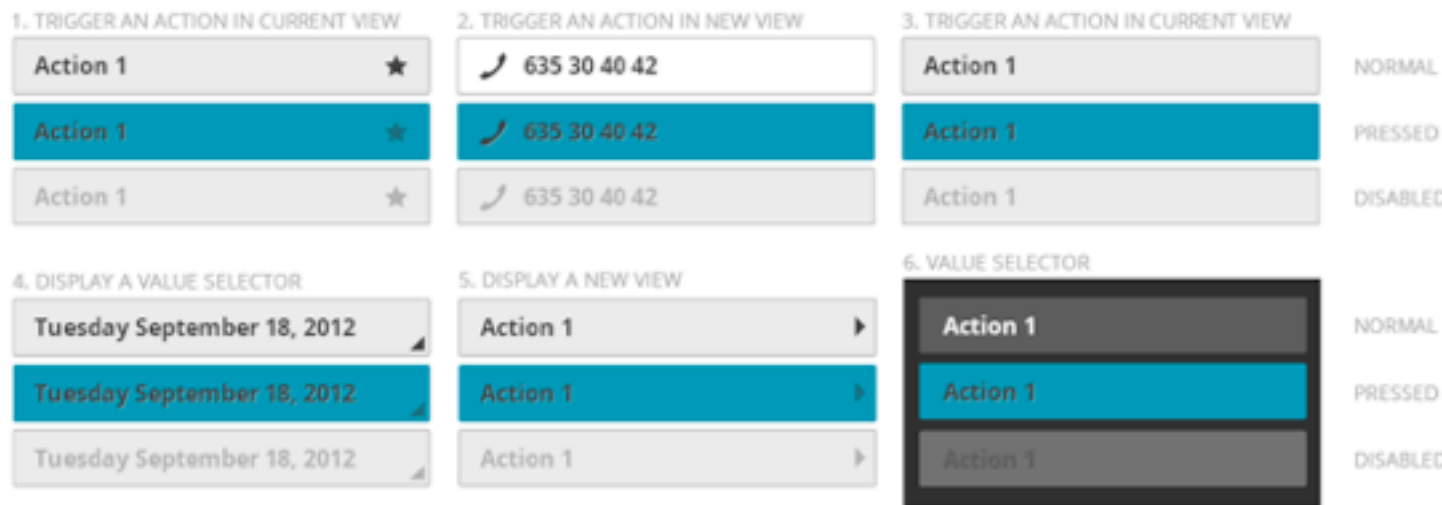 1. TRIGGER AN ACTION IN CURRENT VIEW
2. TRIGGER AN ACTION IN NEW VIEW
3. TRIGGER AN ACTION IN CURRENT VIEW
Action 1
635 30 40 42
Action 1
NORMAL
Action 1
635 30 40 42
Action 1
PRESSED
Action 1
635 30 40 42
Action 1
DISABLED
4. DISPLAY A VALUE SELECTOR
5. DISPLAY A NEW VIEW
6. VALUE SELECTOR
Tuesday September 18, 2012
Action 1
Action 1
NORMAL
Tuesday September 18, 2012
Action 1
Action 1
PRESSED
Tuesday September 18, 2012
Action 1
Action 1
DISABLED